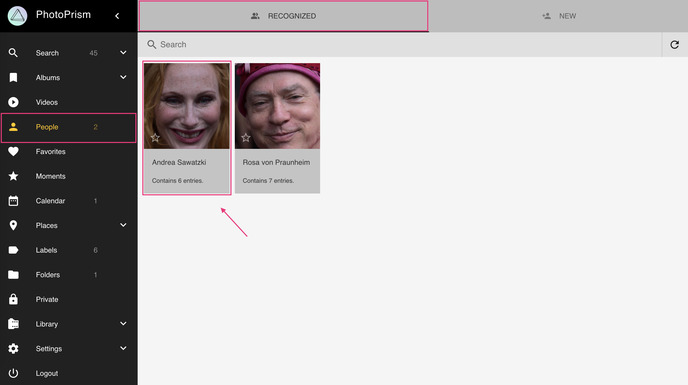 PhotoPrism
Search 45
Albums
Videos
People 2
Favorites
Moments
Calendar 1
Places
Labels 6
Folders 1
Private
Library
Settings
Logout
RECOGNIZED
NEW
Search
Andrea Sawatzki
Contains 6 entries.
Rosa von Praunheim
Contains 7 entries.